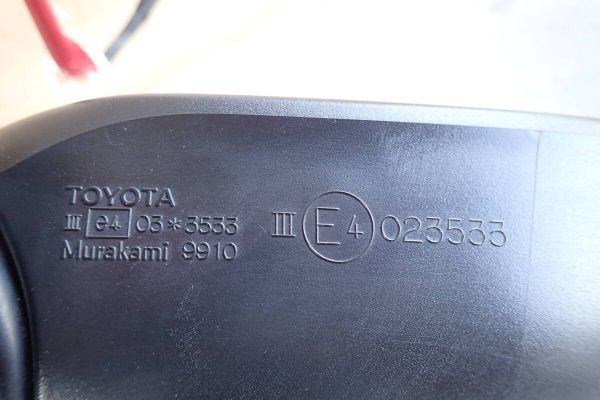 TOYOTA
III e4 03*3533
Murakami 9910
III E4 023533